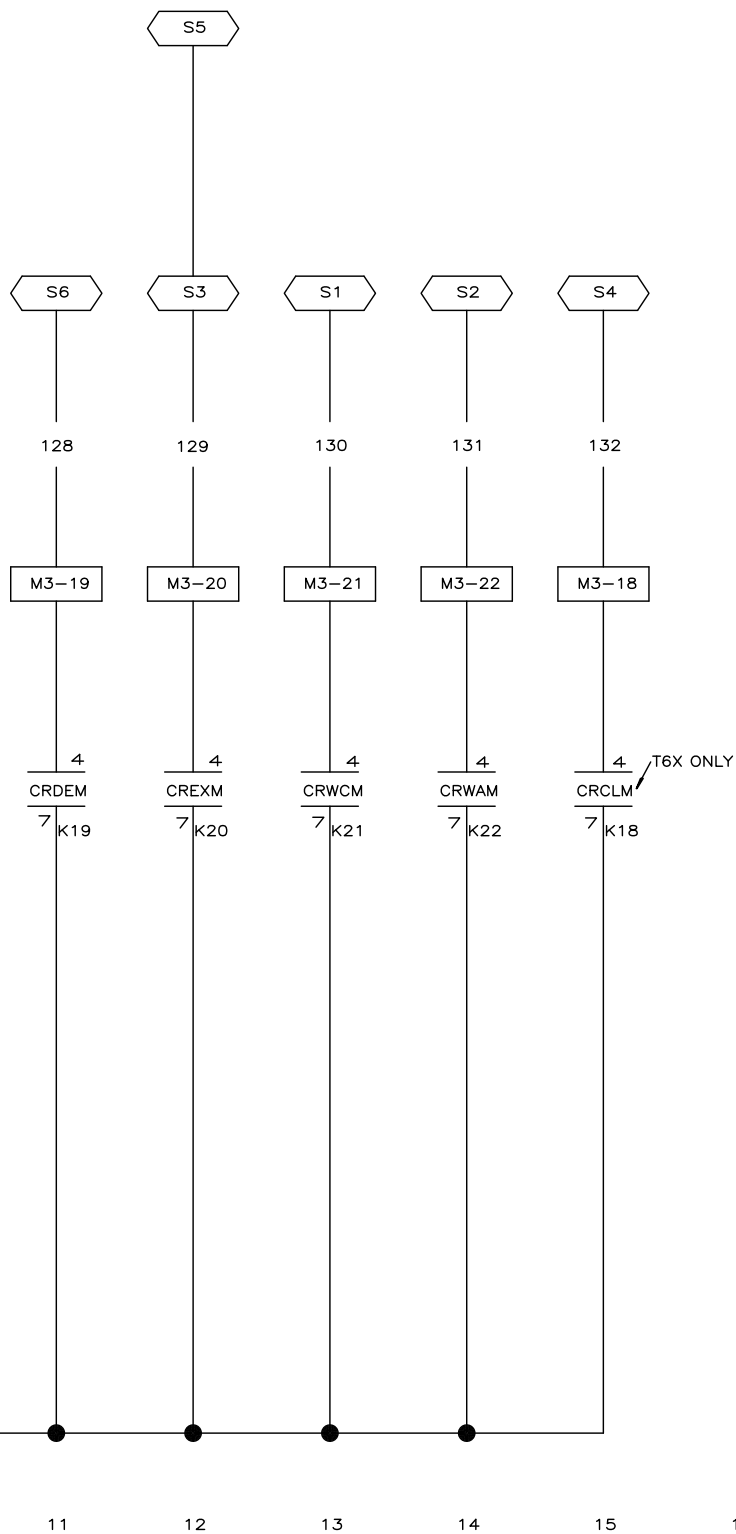 S5
S6 S3 S1 S2 S4
128 129 130 131 132
M3-19 M3-20 M3-21 M3-22 M3-18
4 4 4 4 4 T6X ONLY
CRDEM CREXM CRWCM CRWAM CRCLM
7 K19 7 K20 7 K21 7 K22 7 K18
11 12 13 14 15